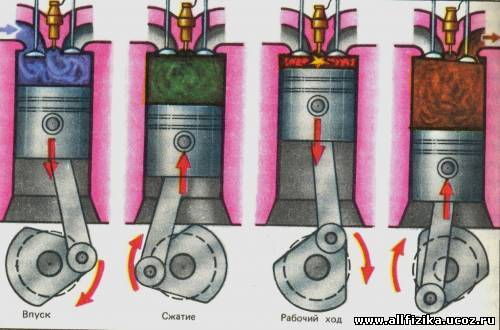 Впуск
Сжатие
Рабочий ход
www.allfizika.ucoz.ru